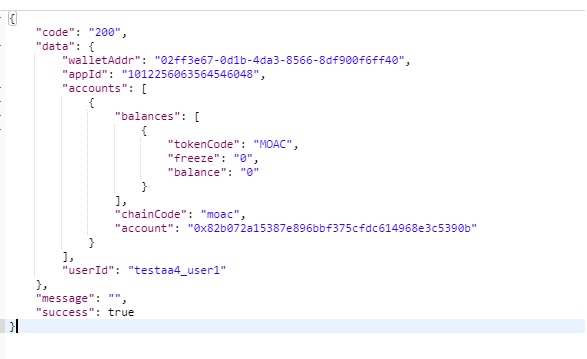 {
"code": "200",
"data": {
"walletAddr": "02ff3e67-0d1b-4da3-8566-8df900f6ff40",
"appId": "1012256063564546048",
"accounts": [
{
"balances": [
{
"tokenCode": "MOAC",
"freeze": "0",
"balance": "0"
}
],
"chainCode": "moac",
"account": "0x82b072a15387e896bbf375cfdc614968e3c5390b"
}
],
"userId": "testaa4_user1"
},
"message": "",
"success": true
}